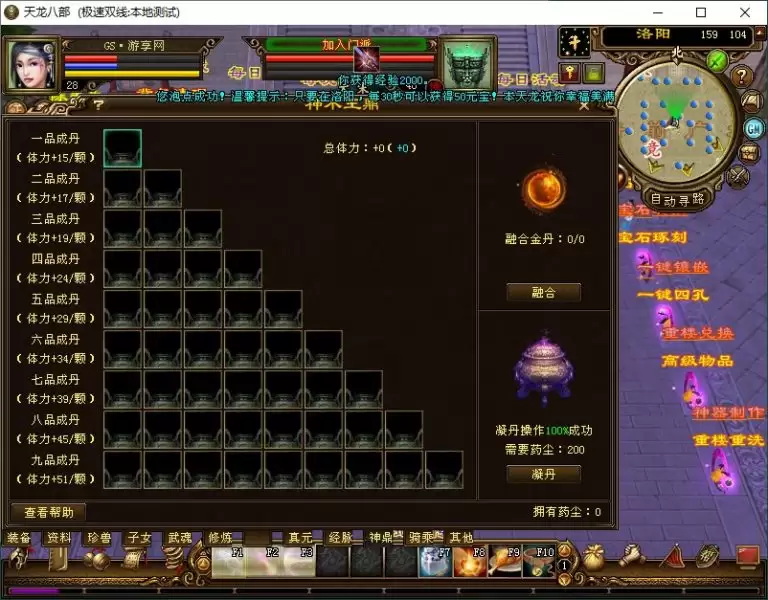 天龙八部 (极速双线:本地测试)
GS·游享网
28
加入门派
洛阳 159 104
北
你获得经验2000。
您泡点成功!温馨提示:只要在洛阳,每30秒可以获得50元宝!本天龙祝你幸福美满
神木王鼎
GM
自动寻路
一品成丹
(体力+15/颗)
二品成丹
(体力+17/颗)
三品成丹
(体力+19/颗)
四品成丹
(体力+24/颗)
五品成丹
(体力+29/颗)
六品成丹
(体力+34/颗)
七品成丹
(体力+39/颗)
八品成丹
(体力+45/颗)
九品成丹
(体力+51/颗)
总体力:+0(+0)
融合金丹:0/0
融合
凝丹操作100%成功
需要药尘:200
凝丹
查看帮助
拥有药尘:0
宝石琢刻
一键镶嵌
一键四孔
重楼兑换
高级物品
神器制作
重楼重洗
装备 资料 珍兽 子女 武魂 修炼 真元 经脉 神鼎 骑乘 其他
F1 F2 F3 F7 F8 F9 F10
1